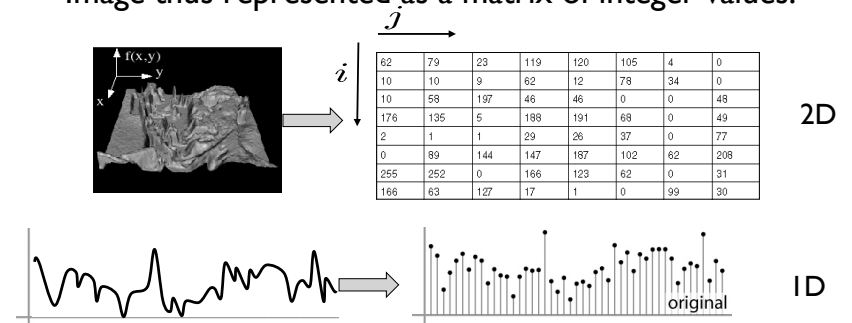 image thus represented as a matrix of integer values.
j
f(x,y)
y
x
i
62 79 23 119 120 105 4 0
10 10 9 62 12 78 34 0
10 58 197 46 46 0 0 48
176 135 5 188 191 68 0 49
2 1 1 29 26 37 0 77
0 89 144 147 187 102 62 208
255 252 0 166 123 62 0 31
166 63 127 17 1 0 99 30
2D
original
1D